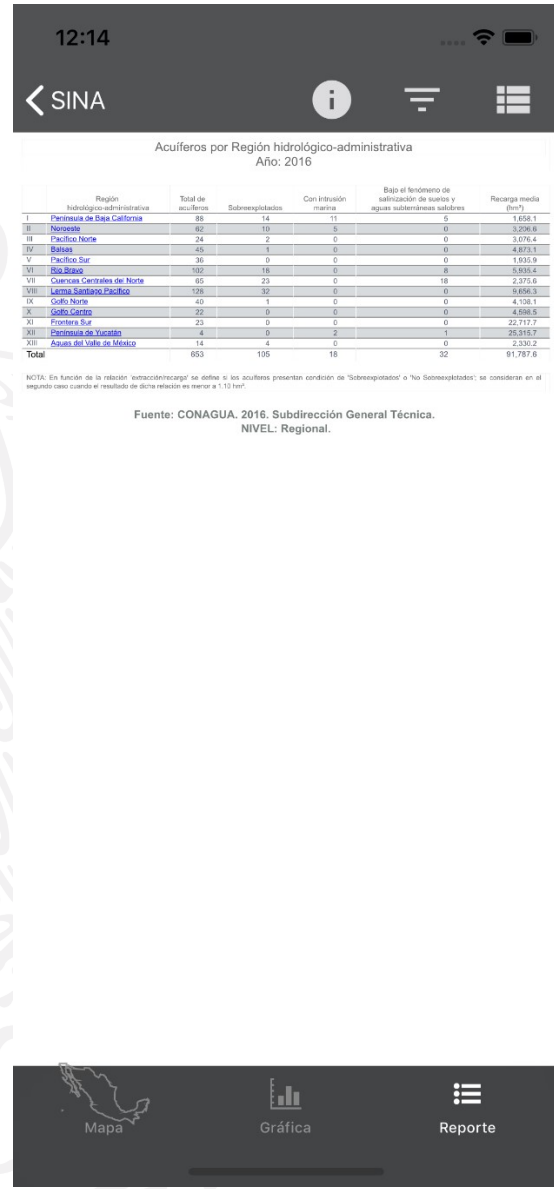 12:14
SINA
Acuíferos por Región hidrológico-administrativa
Año: 2016
Región hidrológico-administrativa Total de acuíferos Sobreexplotados Con intrusión marina Bajo el fenómeno de salinización de suelos y aguas subterráneas salobres Recarga media (hm³)
I Península de Baja California 88 14 11 5 1,658.1
II Noroeste 62 10 5 0 3,206.6
III Pacífico Norte 24 2 0 0 3,076.4
IV Balsas 45 1 0 0 4,873.1
V Pacífico Sur 36 0 0 0 1,935.9
VI Río Bravo 102 16 0 8 5,935.4
VII Cuencas Centrales del Norte 65 23 0 18 2,375.6
VIII Lerma Santiago Pacífico 128 32 0 0 9,656.3
IX Golfo Norte 40 1 0 0 4,108.1
X Golfo Centro 22 0 0 0 4,598.5
XI Frontera Sur 23 0 0 0 22,717.7
XII Península de Yucatán 4 0 2 1 25,315.7
XIII Aguas del Valle de México 14 4 0 0 2,330.2
Total 653 105 18 32 91,787.6
NOTA: En función de la relación 'extracción/recarga' se define si los acuíferos presentan condición de 'Sobreexplotados' o 'No Sobreexplotados'; se consideran en el
segundo caso cuando el resultado de dicha relación es menor a 1.10 hm³.
Fuente: CONAGUA. 2016. Subdirección General Técnica.
NIVEL: Regional.
Mapa Gráfica Reporte